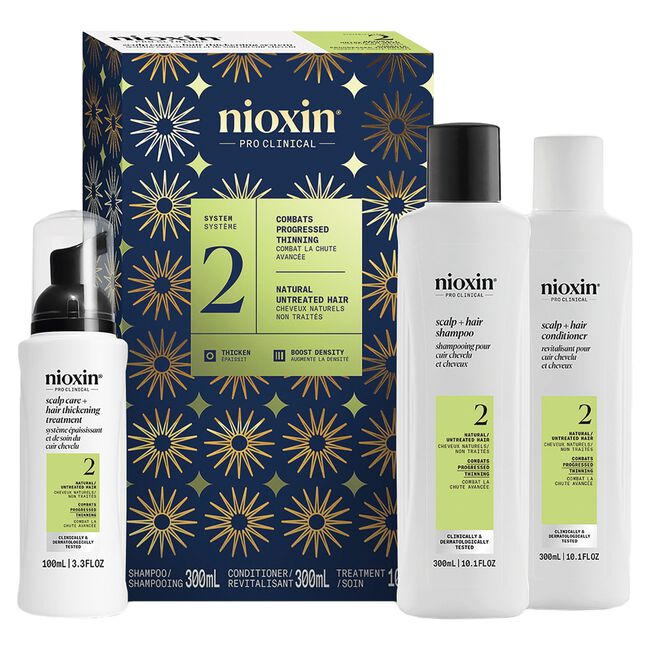 nioxin®
PRO CLINICAL
SYSTEM
SYSTÈME
2
COMBATS
PROGRESSED
THINNING
COMBAT LA CHUTE
AVANCÉE
NATURAL
UNTREATED HAIR
CHEVEUX NATURELS
NON TRAITÉS
THICKEN
ÉPAISSIT
BOOST DENSITY
AUGMENTE LA DENSITÉ
SHAMPOO/
SHAMPOOING 300mL
CONDITIONER/
REVITALISANT 300mL
TREATMENT
/SOIN
nioxin®
PRO CLINICAL
scalp care +
hair thickening
treatment
système épaississant
et de soin du
cuir chevelu
2
NATURAL/
UNTREATED HAIR
CHEVEUX NATURELS/
NON TRAITÉS
COMBATS
PROGRESSED
THINNING
COMBAT LA
CHUTE AVANCÉE
CLINICALLY &
DERMATOLOGICALLY
TESTED
100mL | 3.3FLOZ
nioxin®
PRO CLINICAL
scalp + hair
shampoo
shampooing pour
cuir chevelu
et cheveux
2
NATURAL/
UNTREATED HAIR
CHEVEUX NATURELS/
NON TRAITÉS
COMBATS
PROGRESSED
THINNING
COMBAT LA
CHUTE AVANCÉE
CLINICALLY &
DERMATOLOGICALLY
TESTED
300mL | 10.1FLOZ
nioxin®
PRO CLINICAL
scalp + hair
conditioner
revitalisant pour
cuir chevelu
et cheveux
2
NATURAL/
UNTREATED HAIR
CHEVEUX NATURELS/
NON TRAITÉS
COMBATS
PROGRESSED
THINNING
COMBAT LA
CHUTE AVANCÉE
CLINICALLY &
DERMATOLOGICALLY
TESTED
300mL | 10.1FLOZ